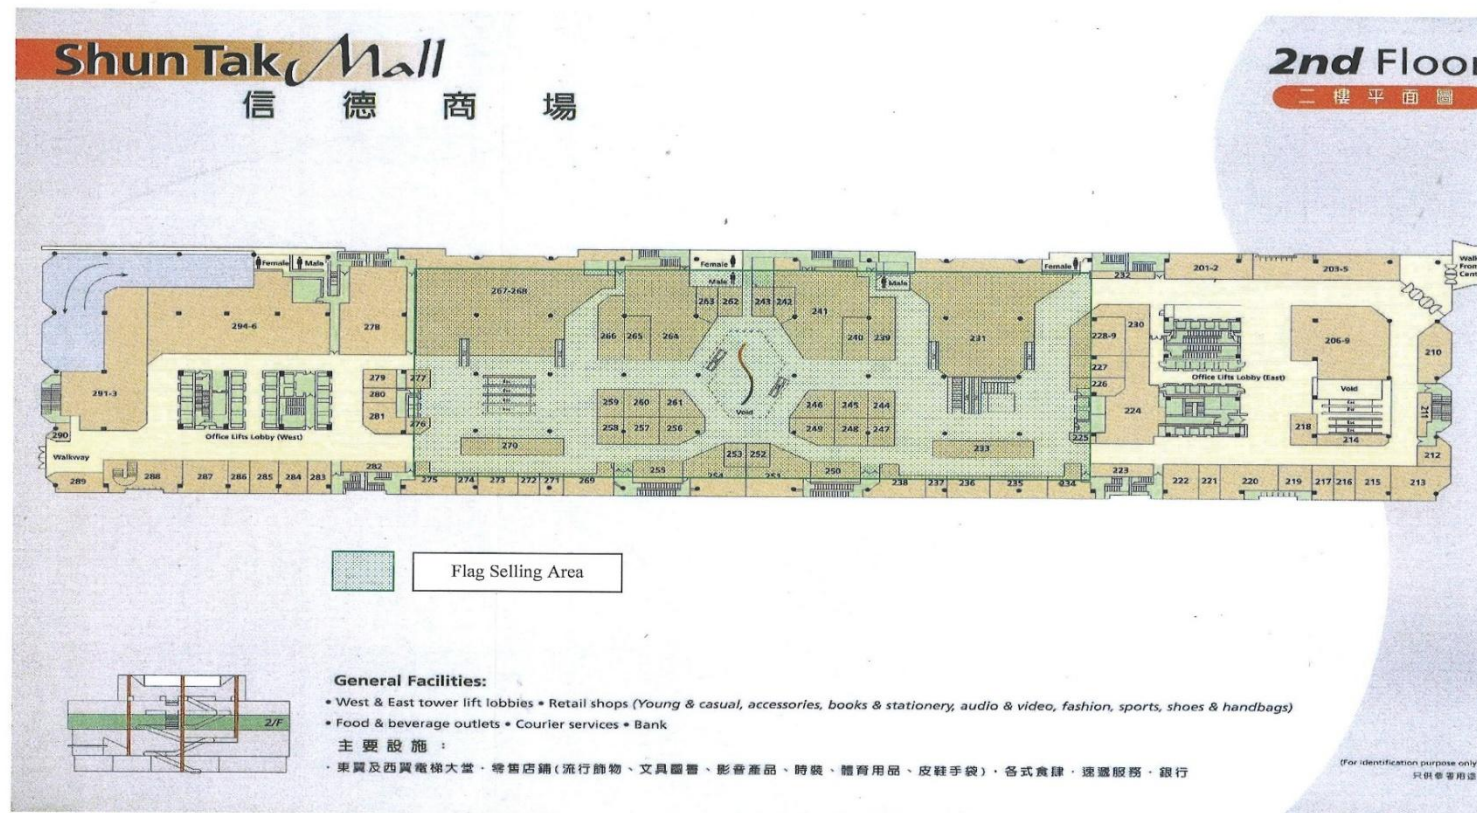 Shun Tak Mall
信德商場
2nd Floor
二樓平面圖
Female Male
Female
Male
Female
Male
232
201-2
203-5
267-268
263 262
243 242
241
294-6
278
266 265 264
240 239
231
228-9 230
206-9
210
227
279 277
280
281
276
291-3
226
Office Lifts Lobby (East)
Void
Void
259 260 261
246 245 244
224
258 257 256
249 248 247
218
211
214
290
Office Lifts Lobby (West)
270
233
225
253 252
212
Walkway
282
255
254
251
250
223
289 288 287 286 285 284 283
275 274 273 272 271 269
238 237 236 235 234
222 221 220 219 217 216 215 213
Flag Selling Area
General Facilities:
• West & East tower lift lobbies • Retail shops (Young & casual, accessories, books & stationery, audio & video, fashion, sports, shoes & handbags)
• Food & beverage outlets • Courier services • Bank
2/F
主要設施：
‧東翼及西翼電梯大堂‧零售店鋪(流行飾物、文具圖書、影音產品、時裝、體育用品、皮鞋手袋)‧各式食肆‧速遞服務‧銀行
(For identification purpose only
只供參考用途